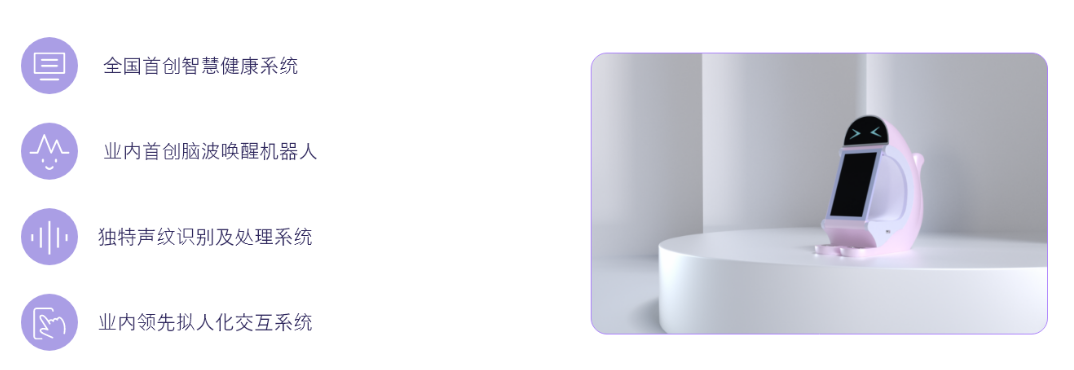 全国首创智慧健康系统
业内首创脑波唤醒机器人
独特声纹识别及处理系统
业内领先拟人化交互系统